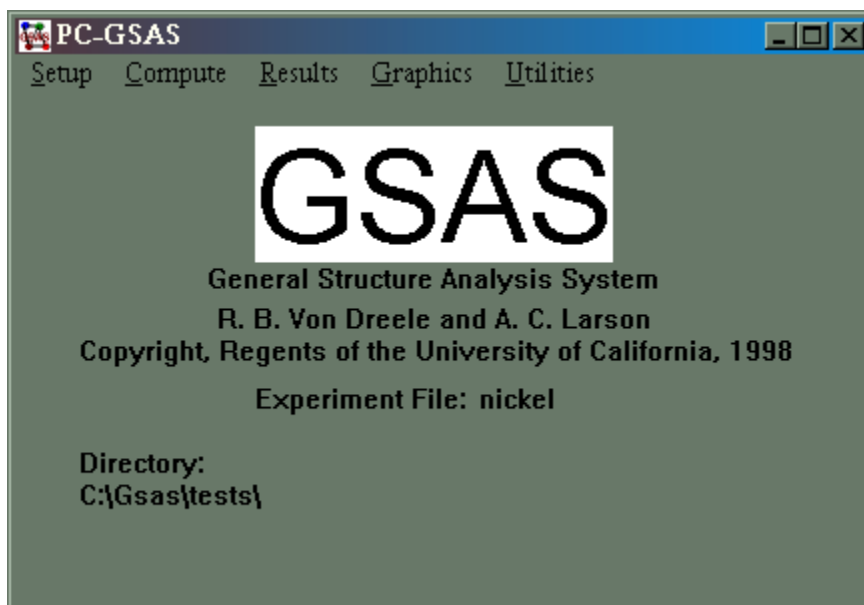 PC-GSAS
Setup Compute Results Graphics Utilities
GSAS
General Structure Analysis System
R. B. Von Dreele and A. C. Larson
Copyright, Regents of the University of California, 1998
Experiment File: nickel
Directory:
C:\Gsas\tests\